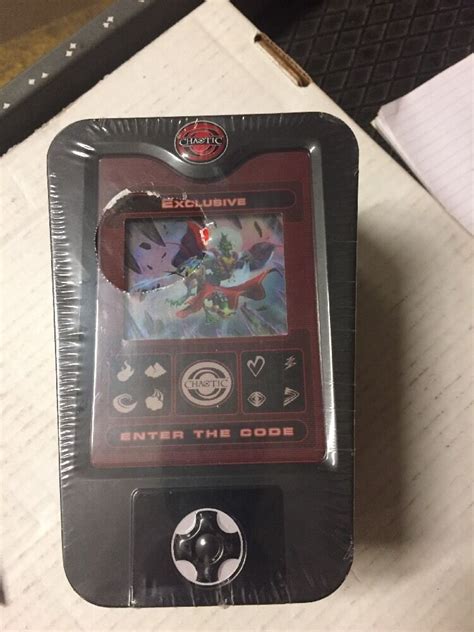 CHAOTIC
EXCLUSIVE
CHAOTIC
ENTER THE CODE